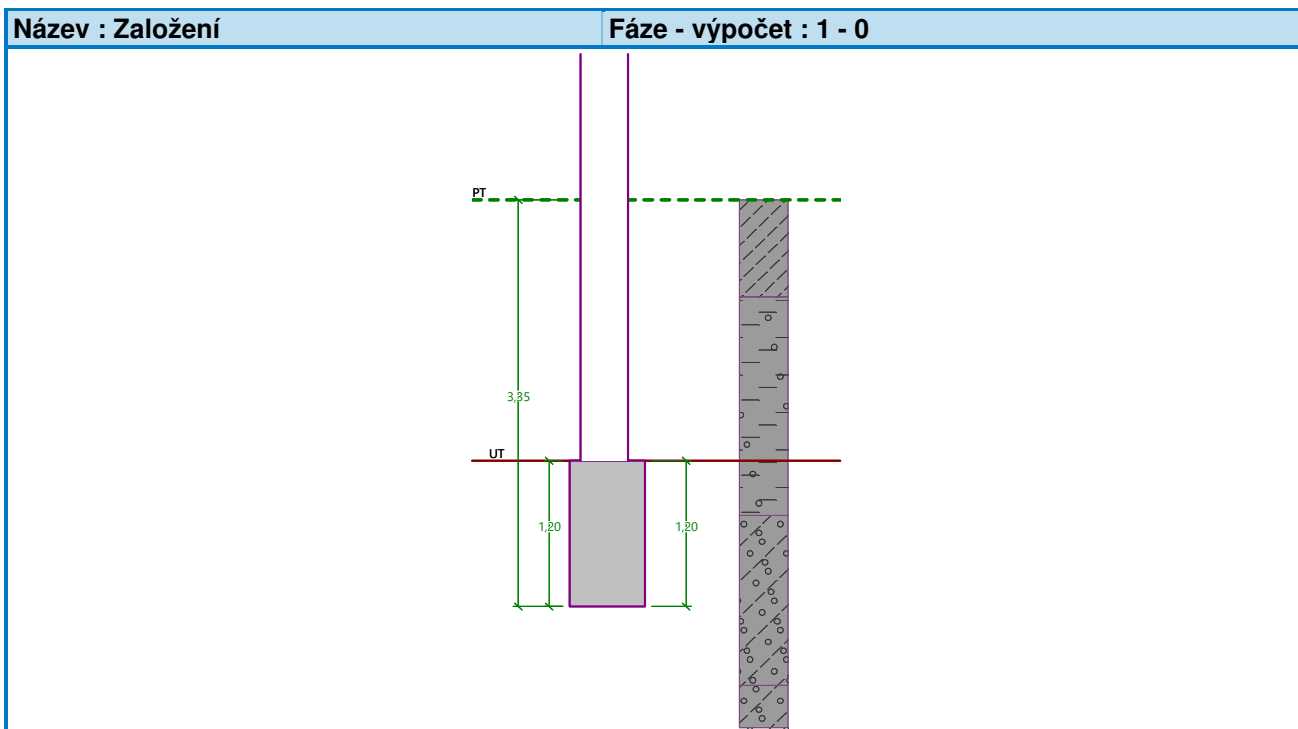 Název : Založení
Fáze - výpočet : 1 - 0
PT
3,35
UT
1,20
1,20